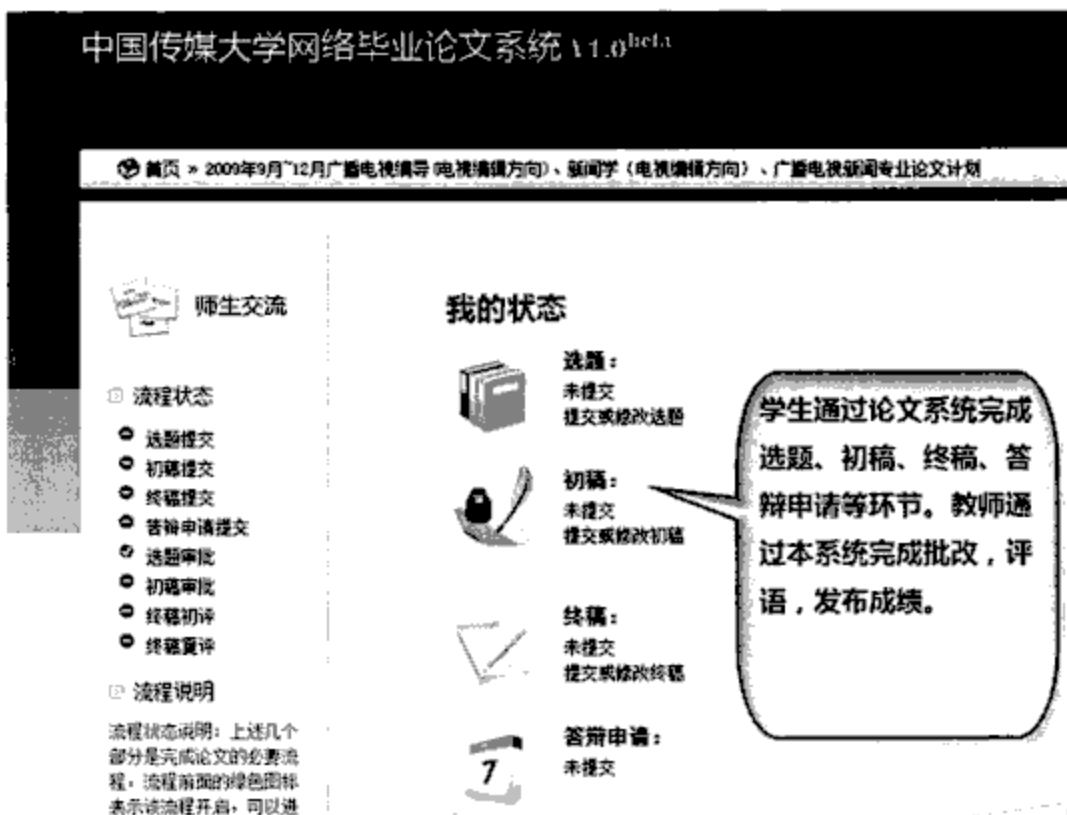 中国传媒大学网络毕业论文系统 V1.0beta
首页 » 2009年9月~12月广播电视编导(电视编辑方向)、新闻学（电视编辑方向）、广播电视新闻专业论文计划
师生交流
流程状态
选题提交
初稿提交
终稿提交
答辩申请提交
选题审批
初稿审批
终稿初评
终稿复评
流程说明
流程状态说明：上述几个
部分是完成论文的必要流
程，流程前面的绿色图标
表示该流程开启，可以进
我的状态
选题：
未提交
提交或修改选题
初稿：
未提交
提交或修改初稿
终稿：
未提交
提交或修改终稿
答辩申请：
7
未提交
学生通过论文系统完成
选题、初稿、终稿、答
辩申请等环节。教师通
过本系统完成批改，评
语，发布成绩。